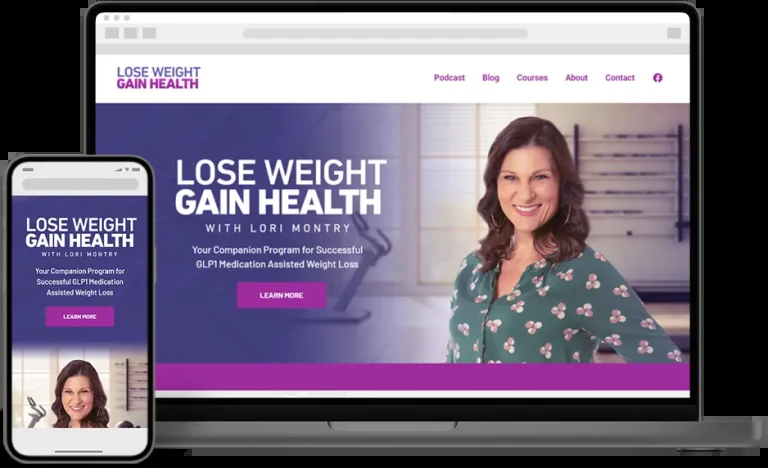 LOSE WEIGHT
GAIN HEALTH
Podcast Blog Courses About Contact
LOSE WEIGHT
GAIN HEALTH
WITH LORI MONTRY
Your Companion Program for Successful
GLP1 Medication Assisted Weight Loss
LEARN MORE
LOSE WEIGHT
GAIN HEALTH
WITH LORI MONTRY
Your Companion Program for
Successful GLP1 Medication
Assisted Weight Loss
LEARN MORE